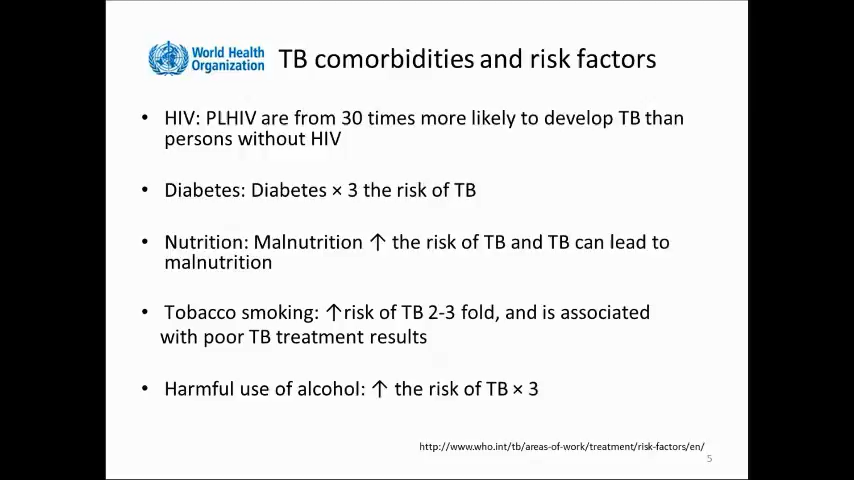 World Health
Organization
TB comorbidities and risk factors
• HIV: PLHIV are from 30 times more likely to develop TB than
persons without HIV
• Diabetes: Diabetes × 3 the risk of TB
• Nutrition: Malnutrition ↑ the risk of TB and TB can lead to
malnutrition
• Tobacco smoking: ↑risk of TB 2-3 fold, and is associated
with poor TB treatment results
• Harmful use of alcohol: ↑ the risk of TB × 3
http://www.who.int/tb/areas-of-work/treatment/risk-factors/en/
5